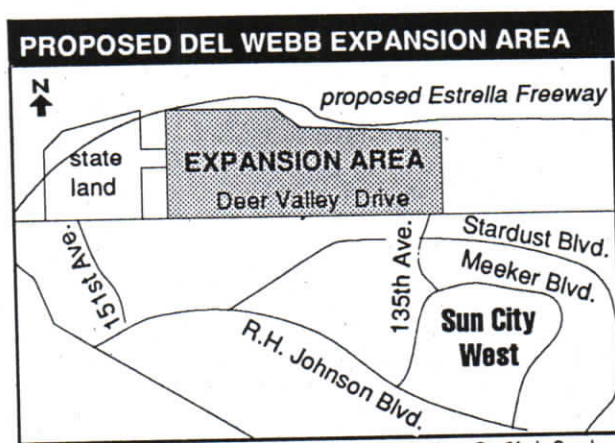 PROPOSED DEL WEBB EXPANSION AREA
N
proposed Estrella Freeway
state
land
EXPANSION AREA
Deer Valley Drive
151st Ave.
135th Ave.
Stardust Blvd.
Meeker Blvd.
Sun City
West
R.H. Johnson Blvd.